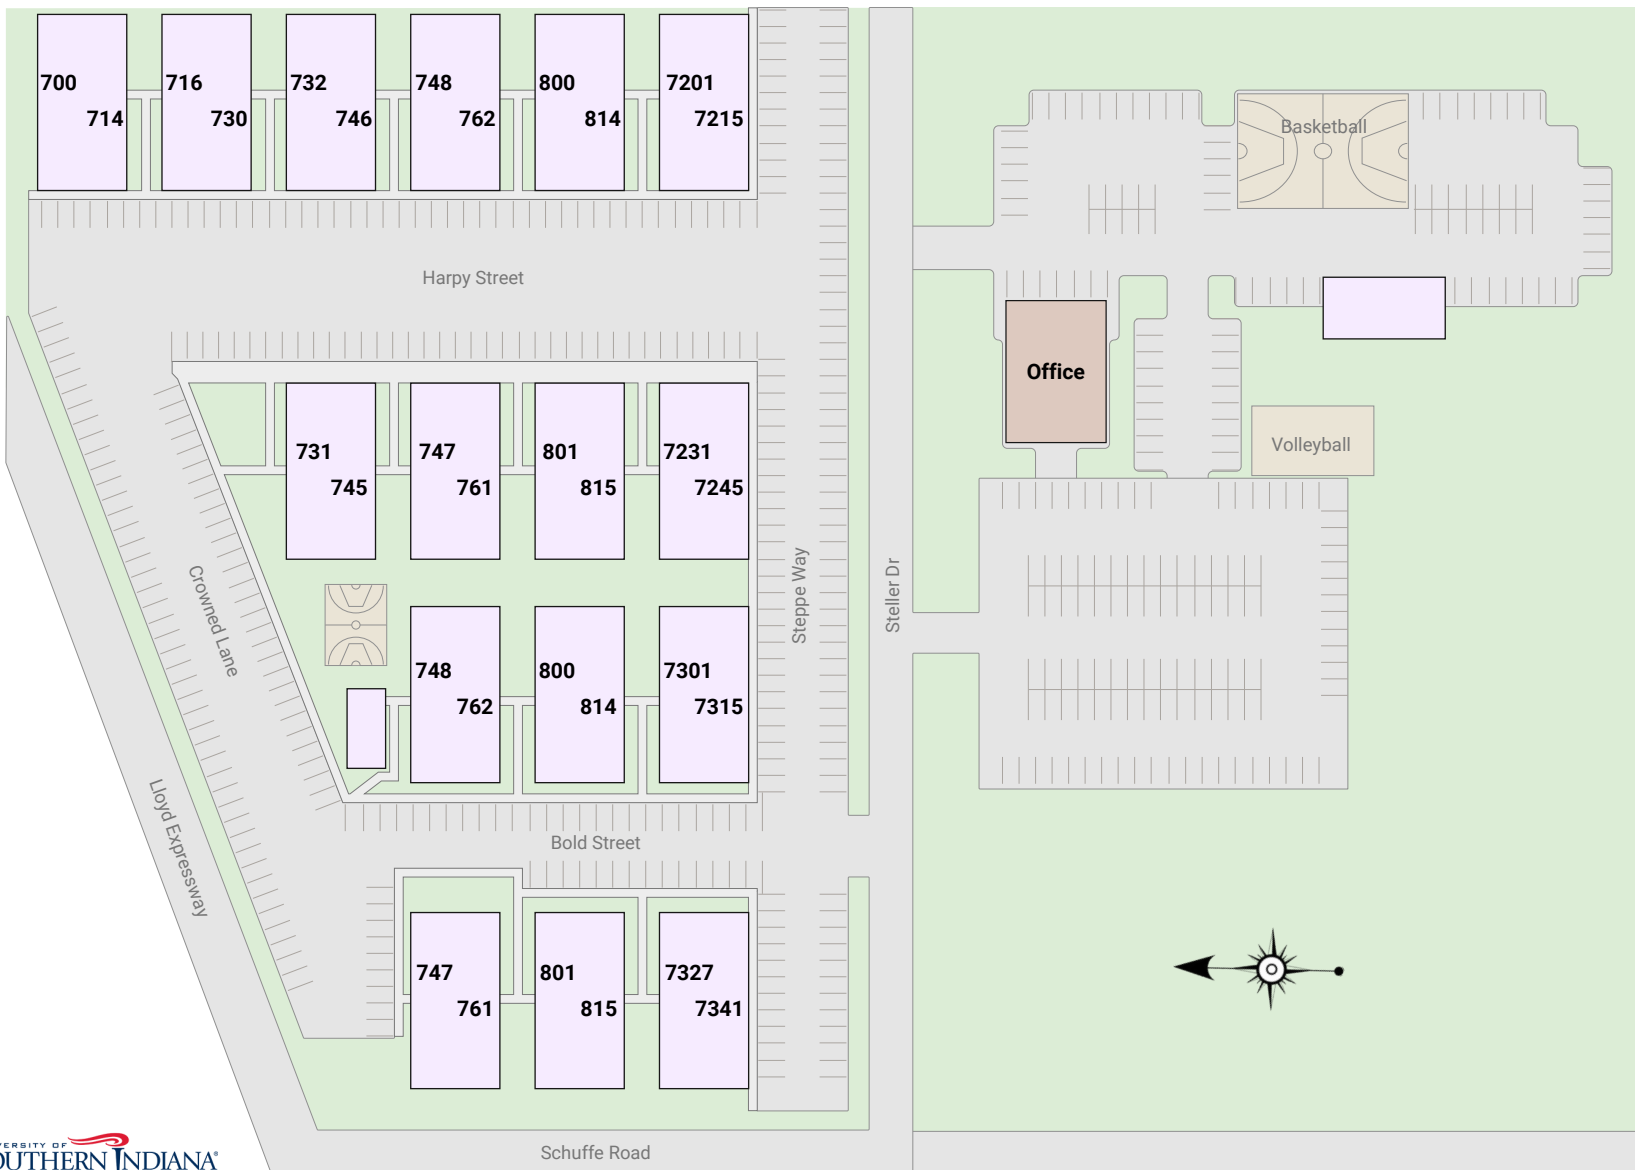 700
714
716
730
732
746
748
762
800
814
7201
7215
Basketball
Harpy Street
Office
731
745
747
761
801
815
7231
7245
Volleyball
Steppe Way
Steller Dr
Crowned Lane
748
762
800
814
7301
7315
Lloyd Expressway
Bold Street
747
761
801
815
7327
7341
VERSITY OF
OUTHERN INDIANA®
Schuffe Road